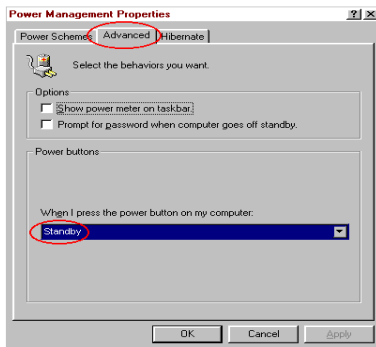 Power Management Properties
Power Schemes Advanced Hibernate
Select the behaviors you want.
Options
Show power meter on taskbar.
Prompt for password when computer goes off standby.
Power buttons
When I press the power button on my computer:
Standby
OK Cancel Apply